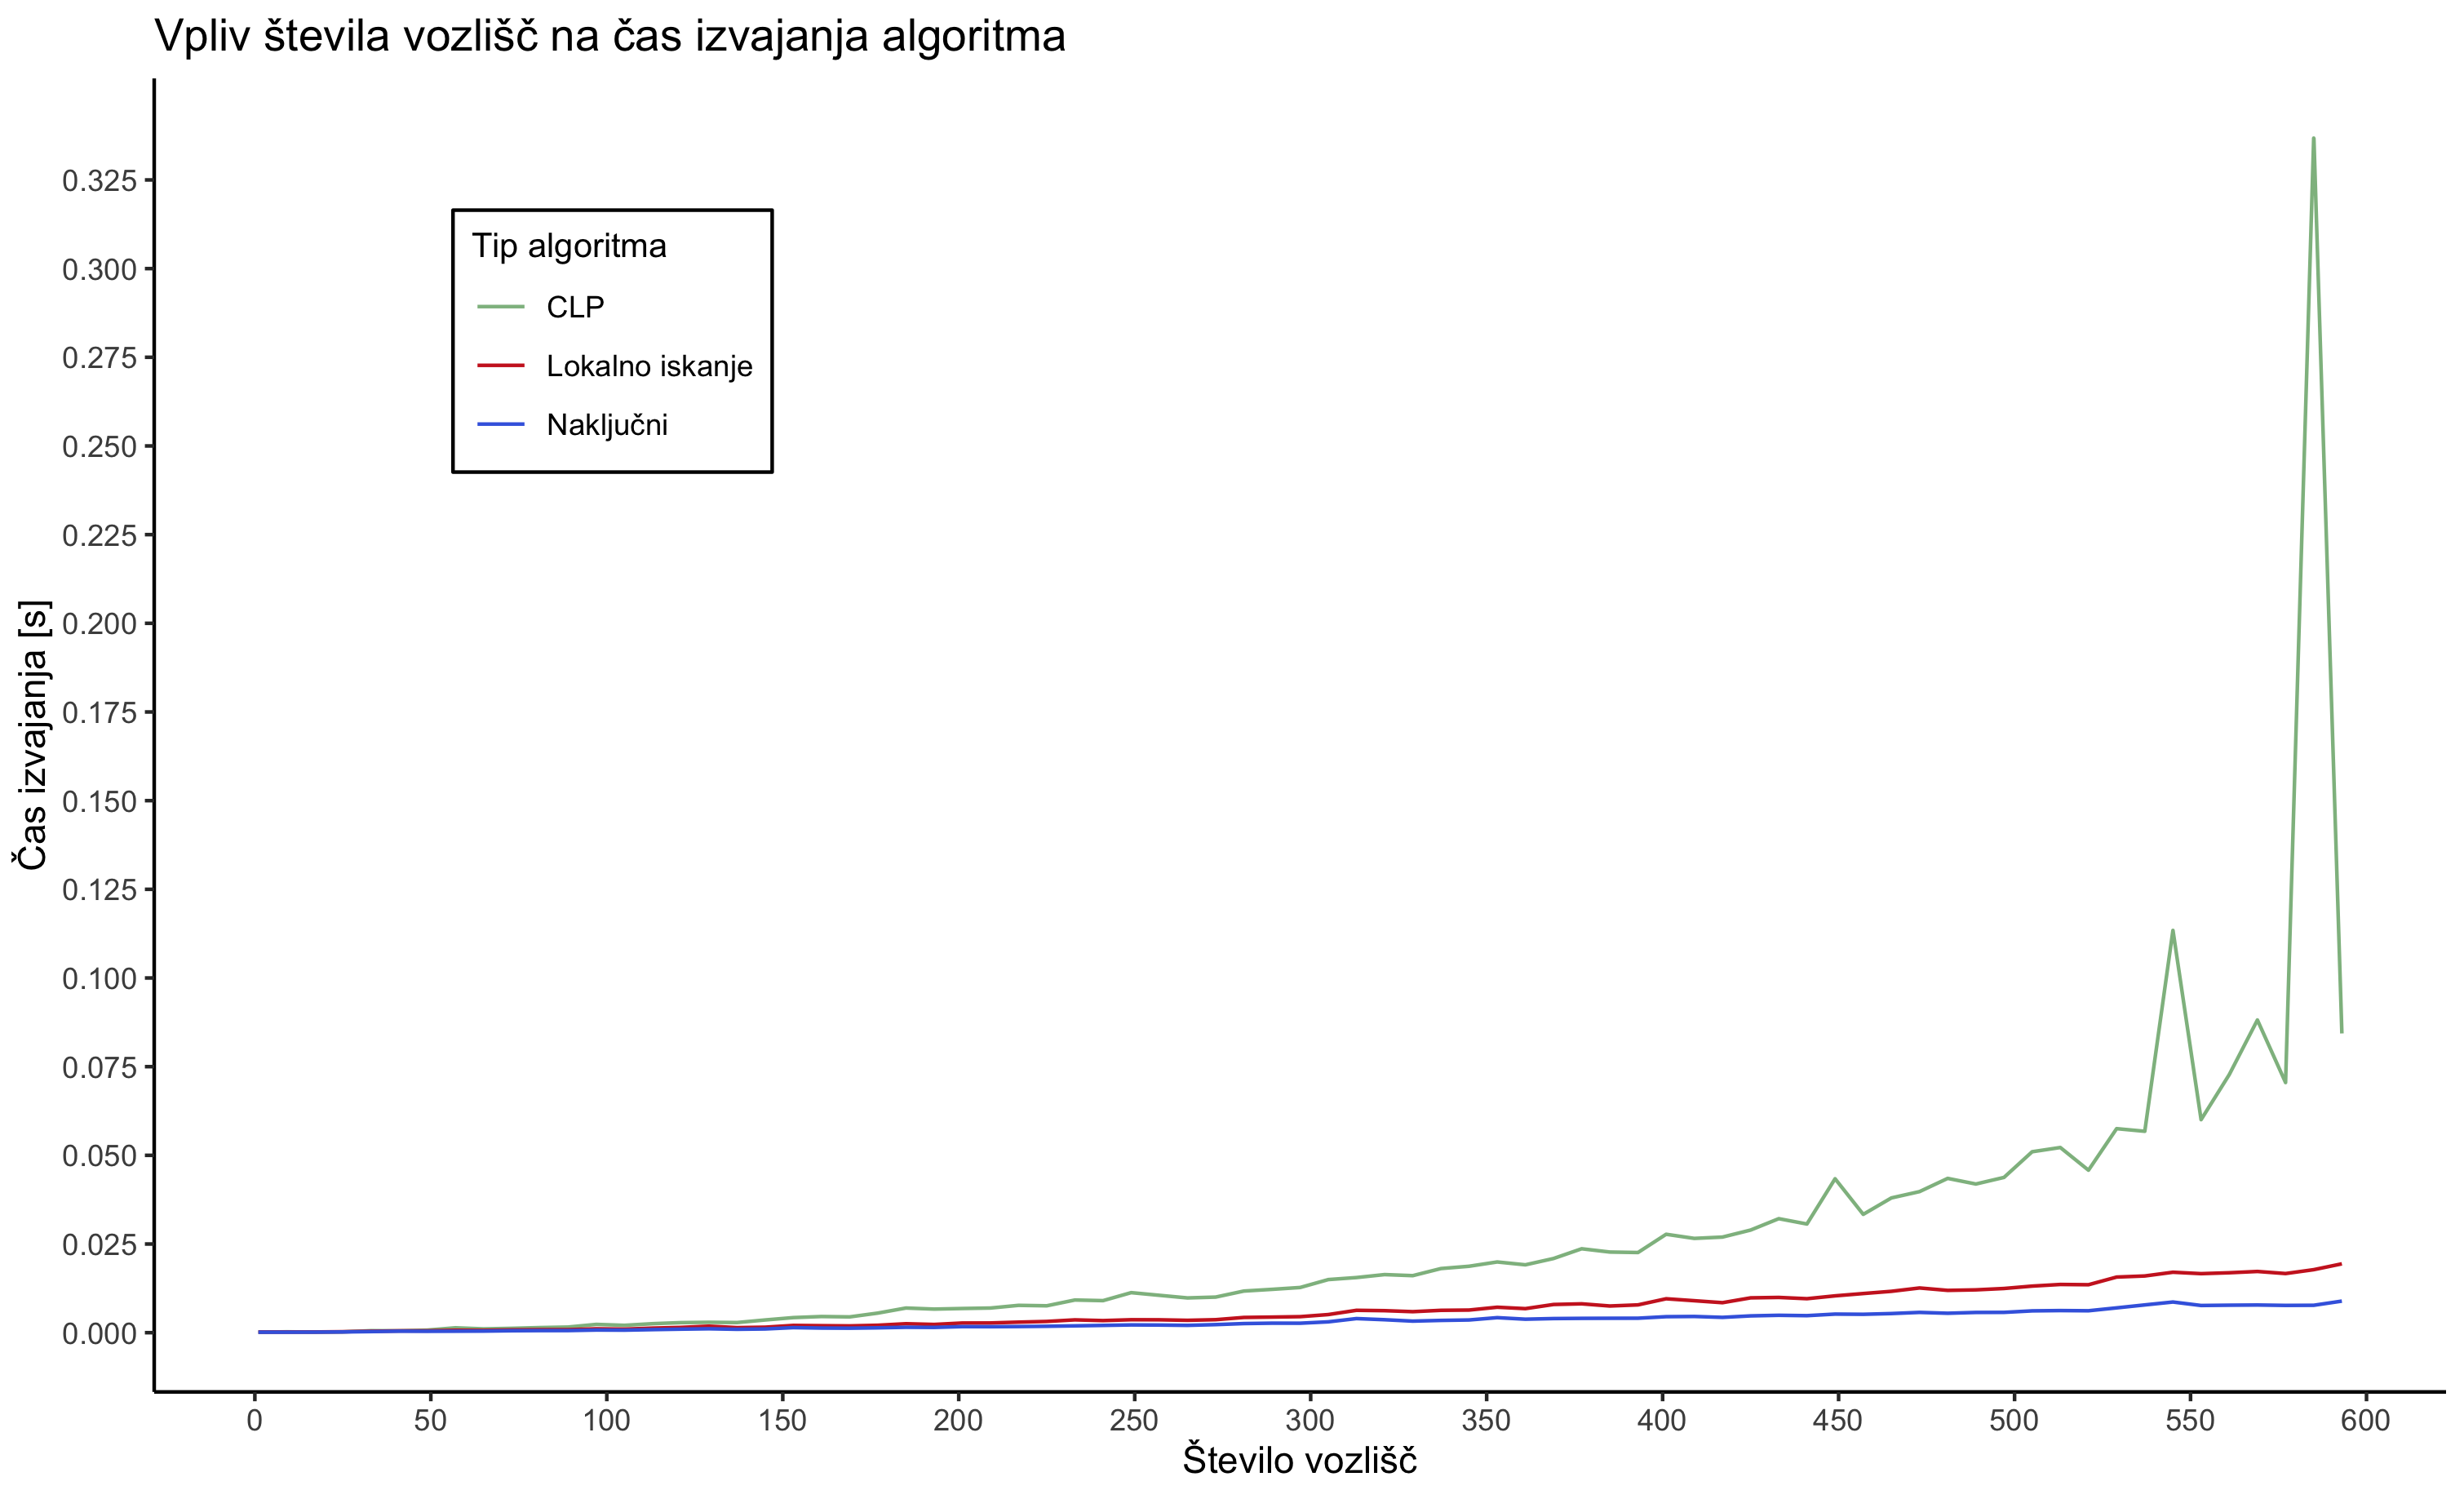 Vpliv števila vozlišč na čas izvajanja algoritma
0.325
0.300
0.275
0.250
0.225
0.200
0.175
0.150
0.125
0.100
0.075
0.050
0.025
0.000
Čas izvajanja [s]
Tip algoritma
CLP
Lokalno iskanje
Naključni
0 50 100 150 200 250 300 350 400 450 500 550 600
Število vozlišč